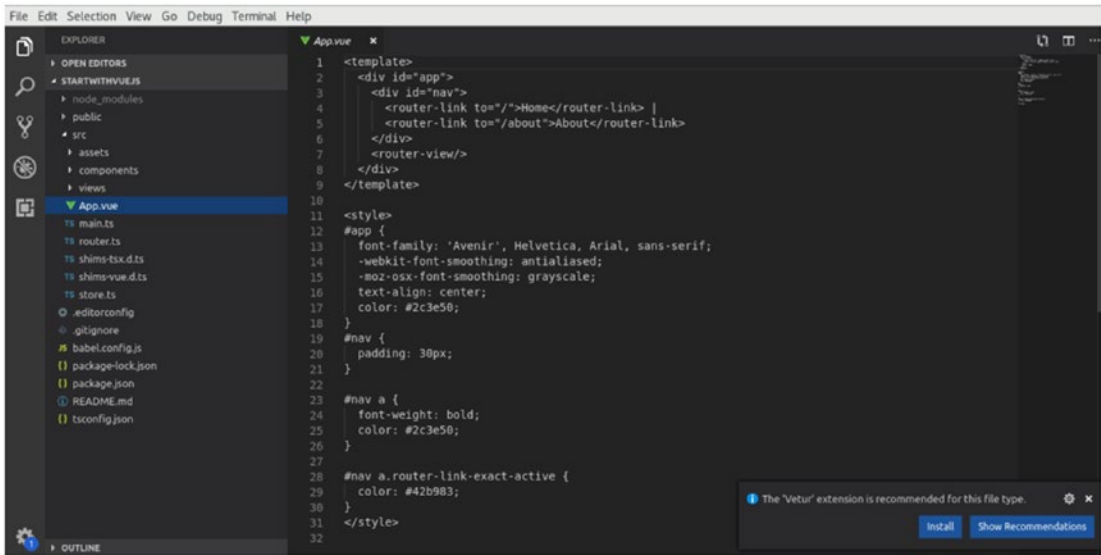 File Edit Selection View Go Debug Terminal Help
EXPLORER
OPEN EDITORS
STARTWITHVUEJS
node_modules
public
src
assets
components
views
App.vue
TS main.ts
TS router.ts
TS shims-tsx.d.ts
TS shims-vue.d.ts
TS store.ts
.editorconfig
.gitignore
JS babel.config.js
{} package-lock.json
{} package.json
README.md
{} tsconfig.json
OUTLINE
1
App.vue ×
1 <template>
2 <div id="app">
3 <div id="nav">
4 <router-link to="/">Home</router-link> |
5 <router-link to="/about">About</router-link>
6 </div>
7 <router-view/>
8 </div>
9 </template>
10
11 <style>
12 #app {
13 font-family: 'Avenir', Helvetica, Arial, sans-serif;
14 -webkit-font-smoothing: antialiased;
15 -moz-osx-font-smoothing: grayscale;
16 text-align: center;
17 color: #2c3e50;
18 }
19 #nav {
20 padding: 30px;
21 }
22
23 #nav a {
24 font-weight: bold;
25 color: #2c3e50;
26 }
27
28 #nav a.router-link-exact-active {
29 color: #42b983;
30 }
31 </style>
32
The 'Vetur' extension is recommended for this file type.
Install Show Recommendations